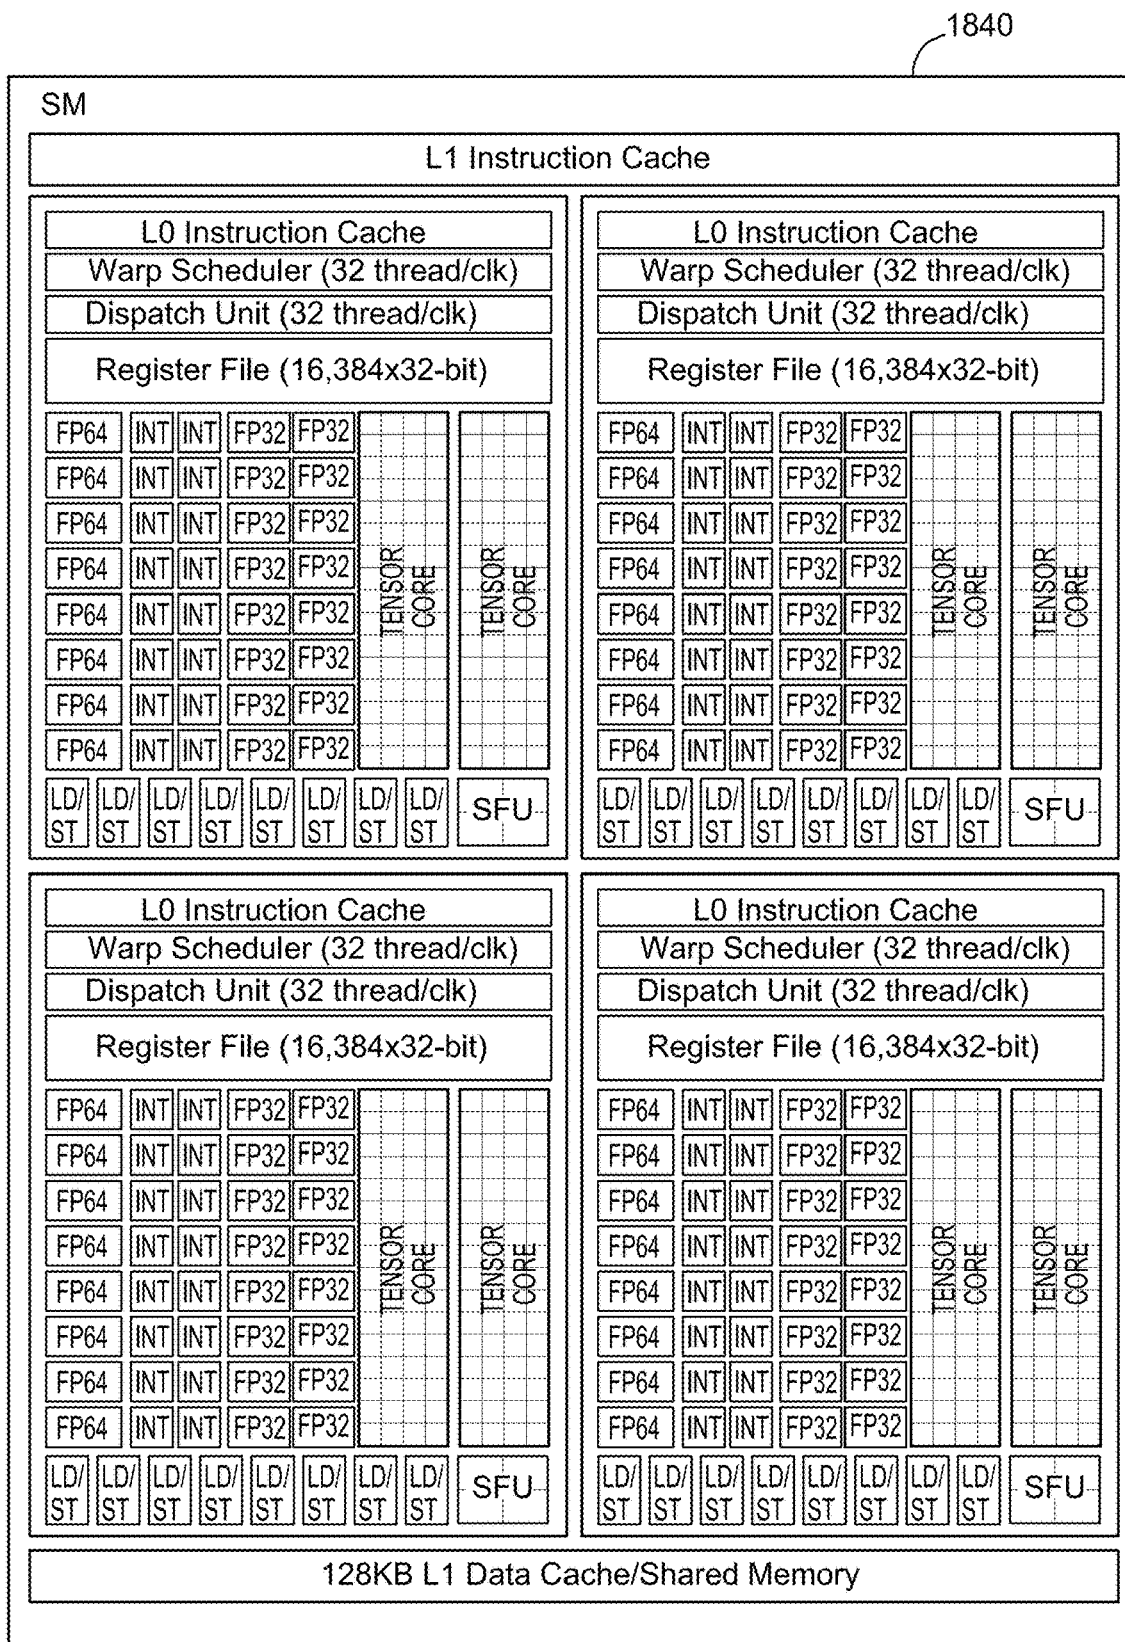 1840
SM
L1 Instruction Cache
L0 Instruction Cache
Warp Scheduler (32 thread/clk)
Dispatch Unit (32 thread/clk)
Register File (16,384x32-bit)
FP64 INT INT FP32 FP32
FP64 INT INT FP32 FP32
FP64 INT INT FP32 FP32
FP64 INT INT FP32 FP32
FP64 INT INT FP32 FP32
FP64 INT INT FP32 FP32
FP64 INT INT FP32 FP32
FP64 INT INT FP32 FP32
TENSOR
CORE
TENSOR
CORE
LD/ LD/ LD/ LD/ LD/ LD/ LD/ LD/
ST ST ST ST ST ST ST ST
SFU
L0 Instruction Cache
Warp Scheduler (32 thread/clk)
Dispatch Unit (32 thread/clk)
Register File (16,384x32-bit)
FP64 INT INT FP32 FP32
FP64 INT INT FP32 FP32
FP64 INT INT FP32 FP32
FP64 INT INT FP32 FP32
FP64 INT INT FP32 FP32
FP64 INT INT FP32 FP32
FP64 INT INT FP32 FP32
FP64 INT INT FP32 FP32
TENSOR
CORE
TENSOR
CORE
LD/ LD/ LD/ LD/ LD/ LD/ LD/ LD/
ST ST ST ST ST ST ST ST
SFU
L0 Instruction Cache
Warp Scheduler (32 thread/clk)
Dispatch Unit (32 thread/clk)
Register File (16,384x32-bit)
FP64 INT INT FP32 FP32
FP64 INT INT FP32 FP32
FP64 INT INT FP32 FP32
FP64 INT INT FP32 FP32
FP64 INT INT FP32 FP32
FP64 INT INT FP32 FP32
FP64 INT INT FP32 FP32
FP64 INT INT FP32 FP32
TENSOR
CORE
TENSOR
CORE
LD/ LD/ LD/ LD/ LD/ LD/ LD/ LD/
ST ST ST ST ST ST ST ST
SFU
L0 Instruction Cache
Warp Scheduler (32 thread/clk)
Dispatch Unit (32 thread/clk)
Register File (16,384x32-bit)
FP64 INT INT FP32 FP32
FP64 INT INT FP32 FP32
FP64 INT INT FP32 FP32
FP64 INT INT FP32 FP32
FP64 INT INT FP32 FP32
FP64 INT INT FP32 FP32
FP64 INT INT FP32 FP32
FP64 INT INT FP32 FP32
TENSOR
CORE
TENSOR
CORE
LD/ LD/ LD/ LD/ LD/ LD/ LD/ LD/
ST ST ST ST ST ST ST ST
SFU
128KB L1 Data Cache/Shared Memory